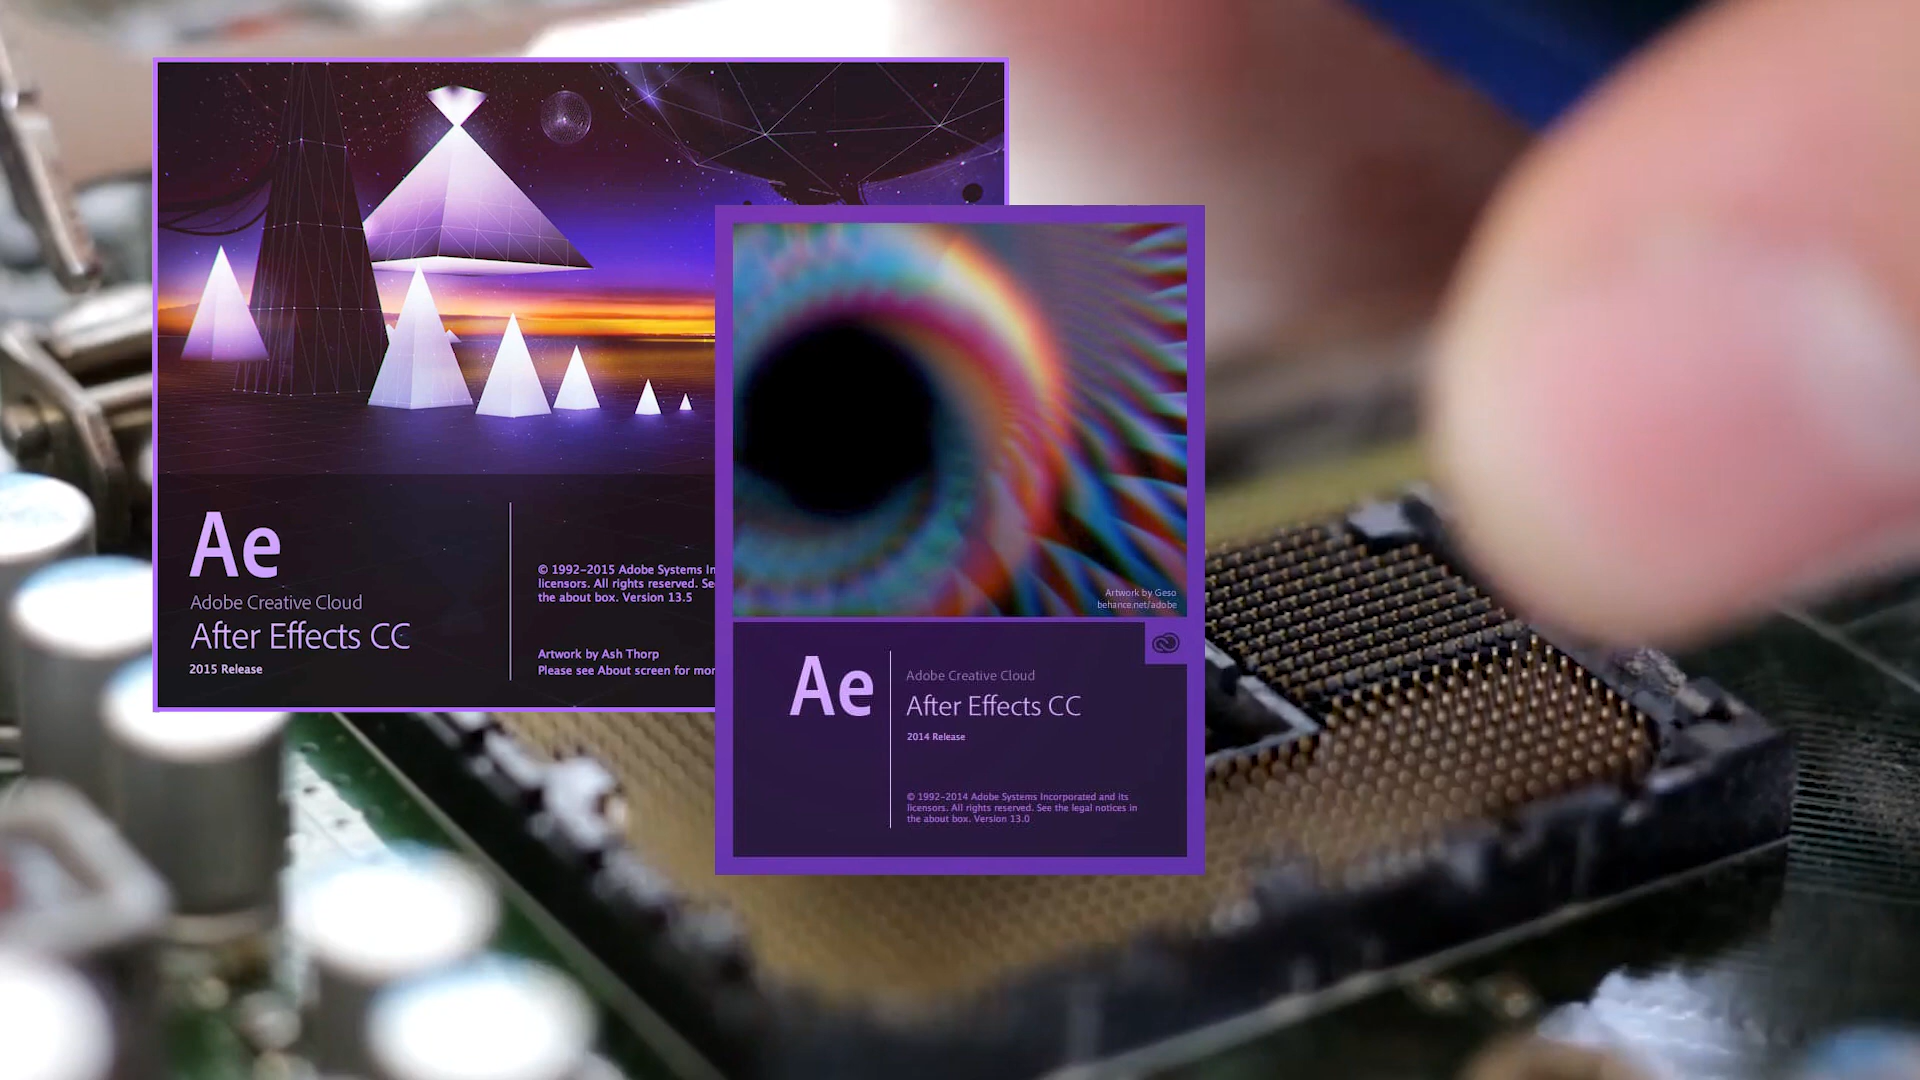 Ae
Adobe Creative Cloud
After Effects CC
2015 Release
© 1992-2015 Adobe Systems
licensors. All rights reserved.
the about box. Version 13.5
Artwork by Ash Thorp
Please see About screen for
Artwork by Geso
behance.net/adobe
Ae
Adobe Creative Cloud
After Effects CC
2014 Release
© 1992-2014 Adobe Systems Incorporated and its
licensors. All rights reserved. See the legal notices in
the about box. Version 13.0